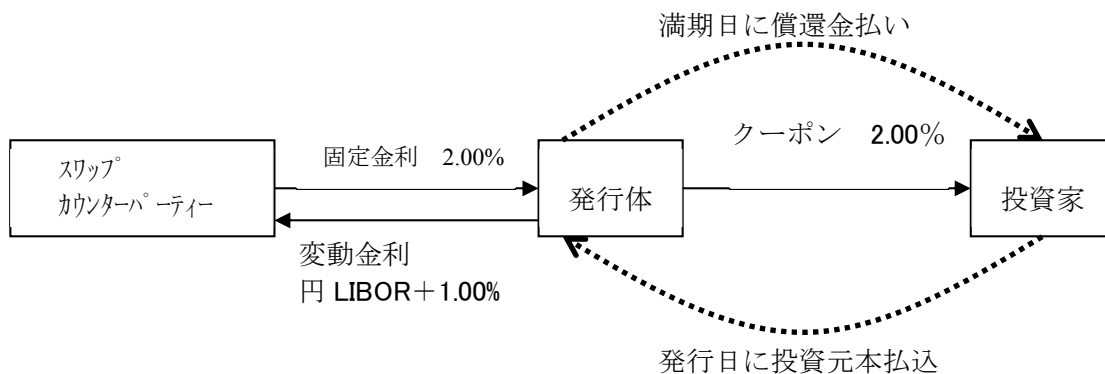 満期日に償還金払い
クーポン 2.00%
固定金利 2.00%
スワップ
カウンターパーティー
発行体
投資家
変動金利
円 LIBOR+1.00%
発行日に投資元本払込